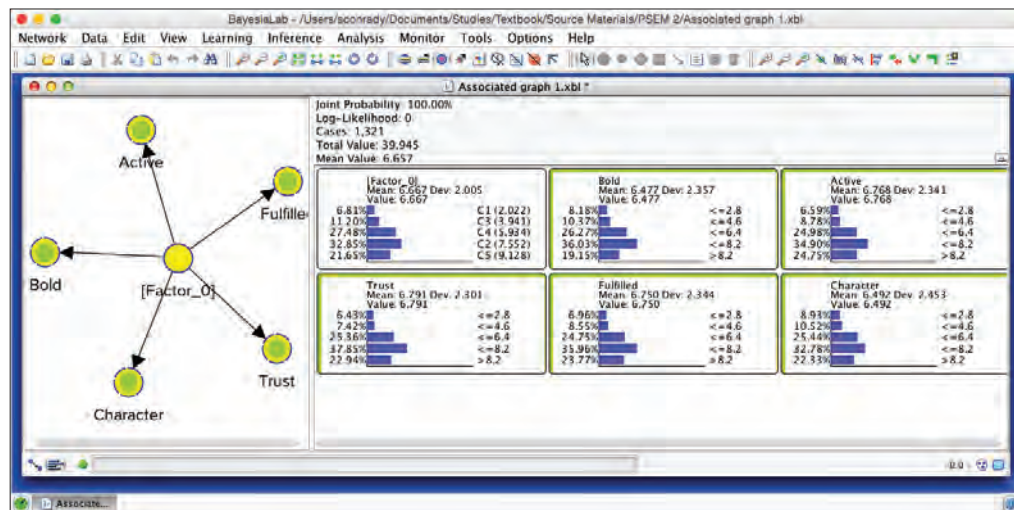 BayesiaLab - /Users/sconrady/Documents/Studies/Textbook/Source Materials/PSEM 2/Associated graph 1.xbl
Network Data Edit View Learning Inference Analysis Monitor Tools Options Help
Associated graph 1.xbl *
Active
Fulfille
Bold
[Factor_0]
Trust
Character
Joint Probability: 100.00%
Log-Likelihood: 0
Cases: 1,321
Total Value: 39.945
Mean Value: 6.657
[Factor_0]
Mean: 6.667 Dev: 2.005
Value: 6.667
6.81% C1 (2.022)
11.20% C3 (3.941)
27.48% C4 (5.934)
32.85% C2 (7.552)
21.65% C5 (9.128)
Bold
Mean: 6.477 Dev: 2.357
Value: 6.477
8.18% <=2.8
10.37% <=4.6
26.27% <=6.4
36.03% <=8.2
19.15% >8.2
Active
Mean: 6.768 Dev: 2.341
Value: 6.768
6.59% <=2.8
8.78% <=4.6
24.98% <=6.4
34.90% <=8.2
24.75% >8.2
Trust
Mean: 6.791 Dev: 2.301
Value: 6.791
6.43% <=2.8
7.42% <=4.6
25.36% <=6.4
37.85% <=8.2
22.94% >8.2
Fulfilled
Mean: 6.750 Dev: 2.344
Value: 6.750
6.96% <=2.8
8.55% <=4.6
24.75% <=6.4
35.96% <=8.2
23.77% >8.2
Character
Mean: 6.492 Dev: 2.453
Value: 6.492
8.93% <=2.8
10.52% <=4.6
25.44% <=6.4
32.78% <=8.2
22.33% >8.2
Associate...